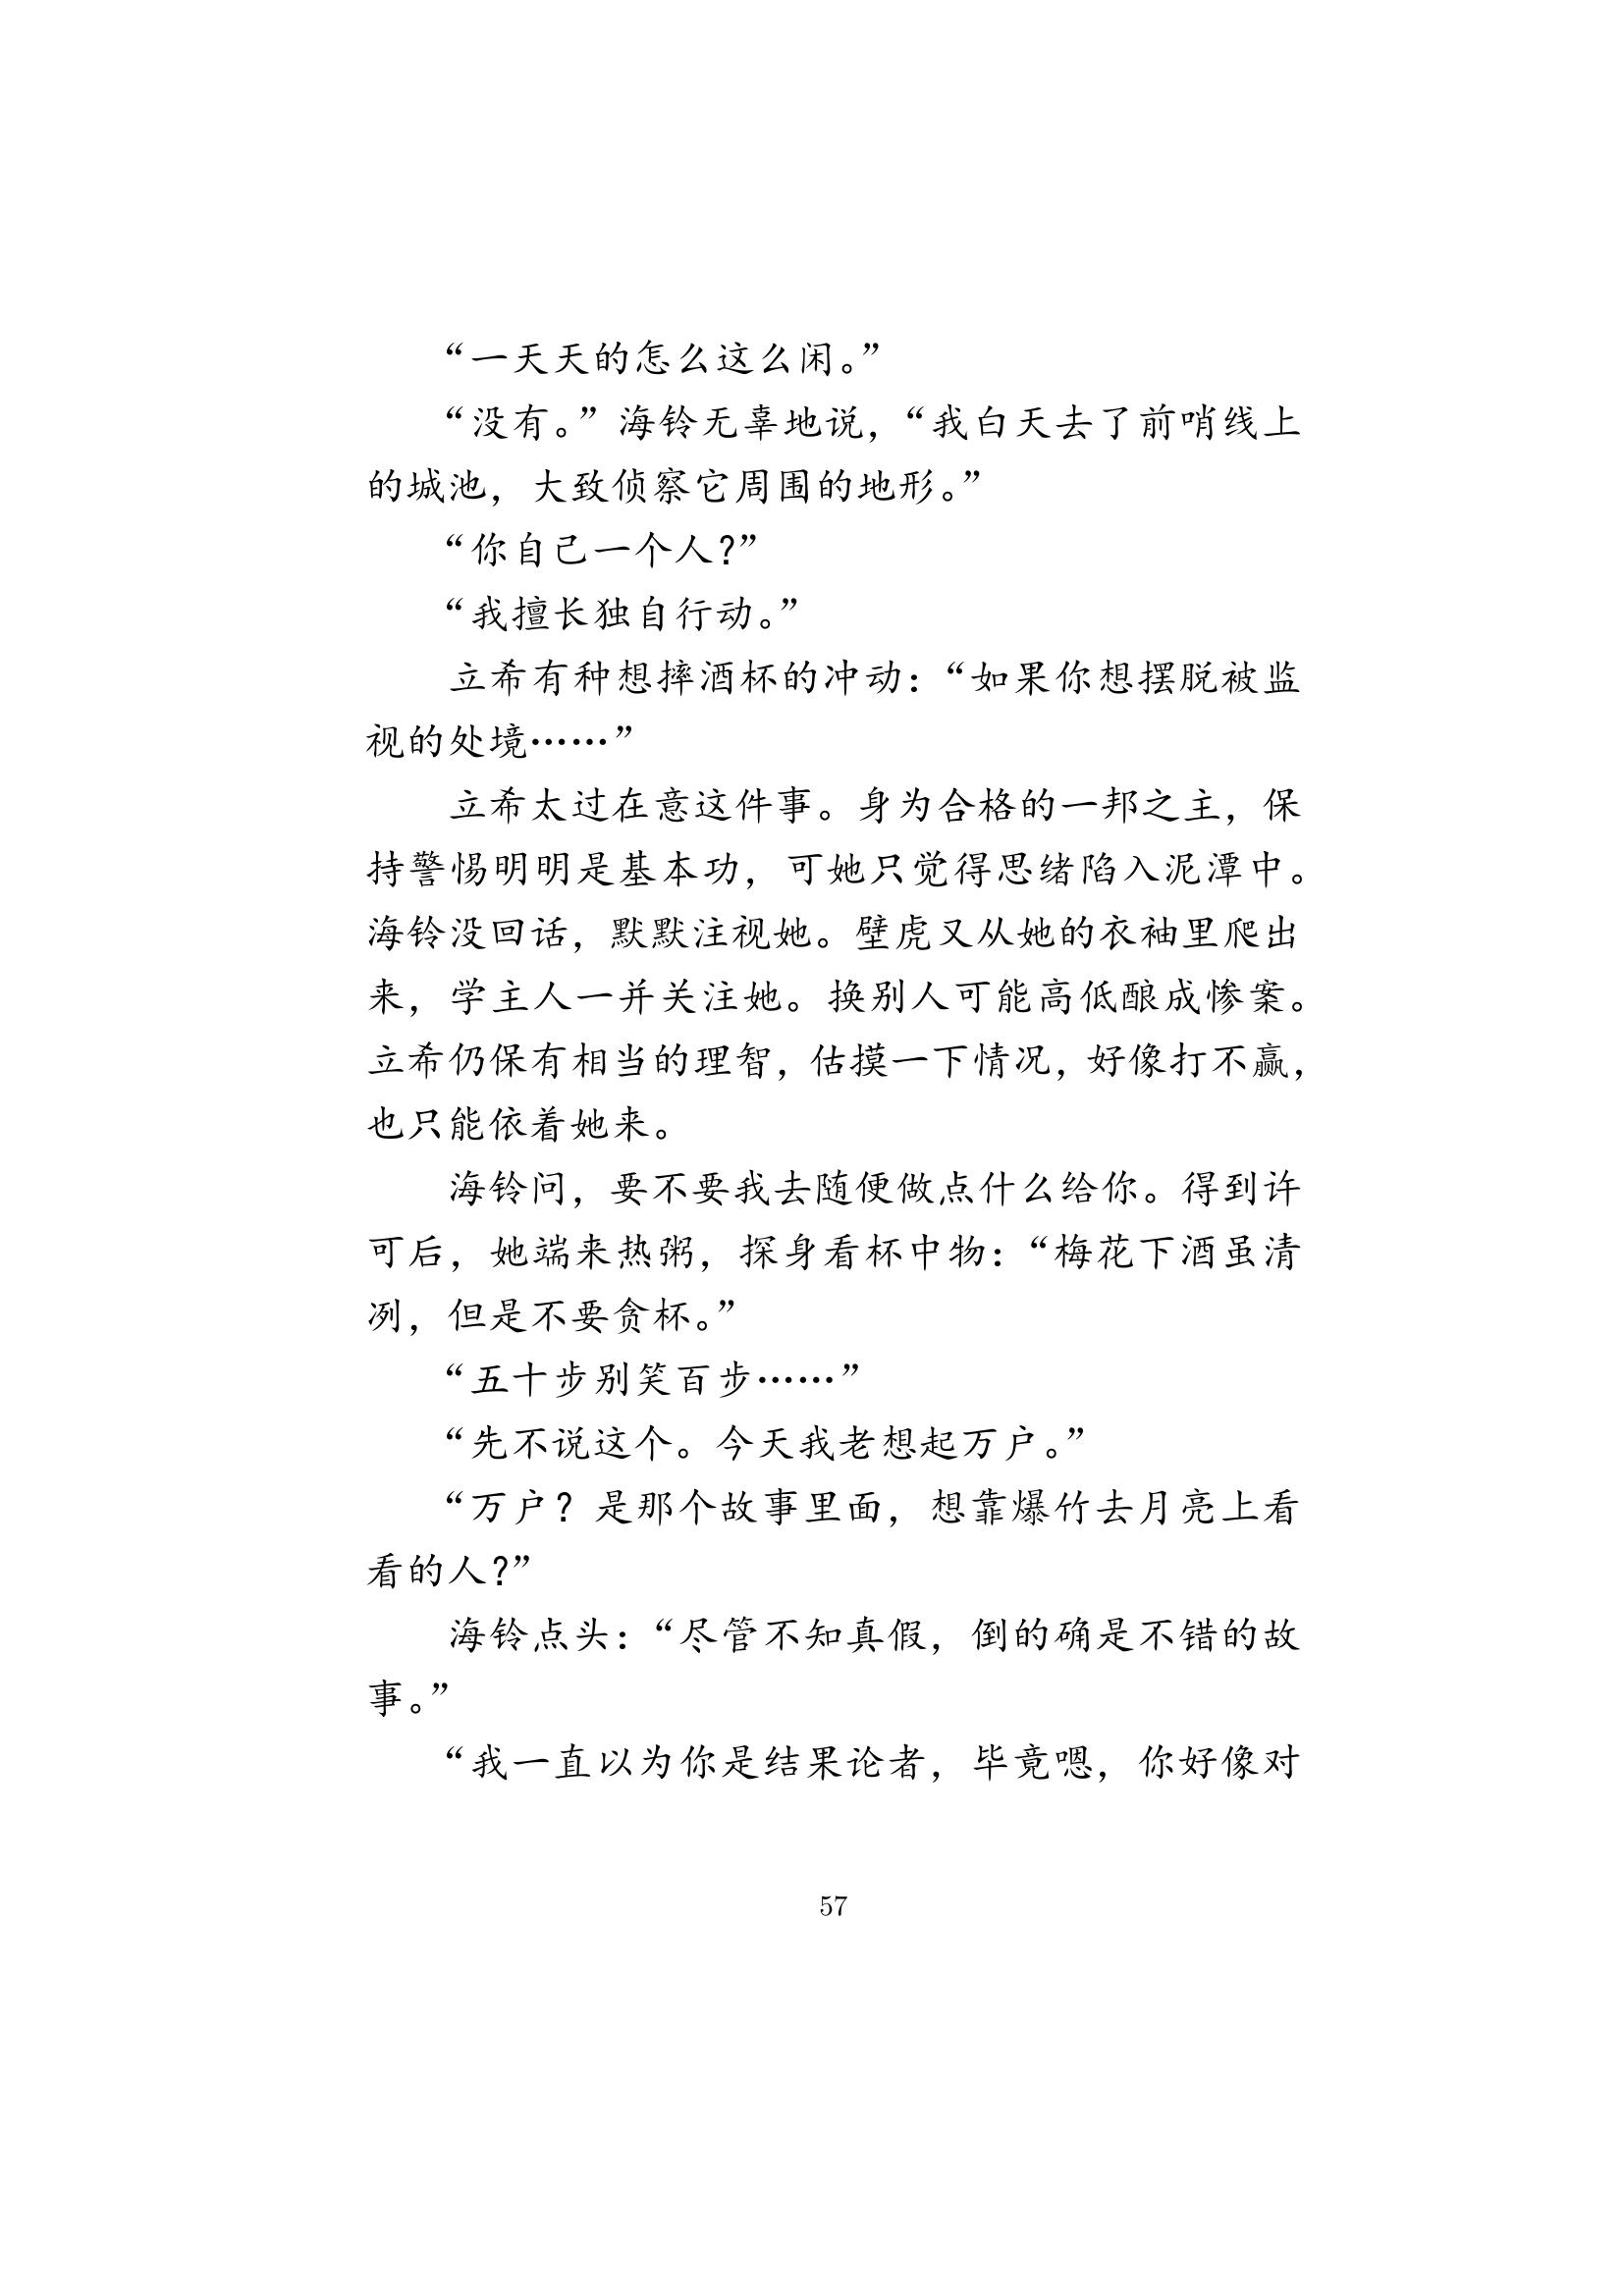 “一天天的怎么这么闲。”
“没有。”海铃无辜地说，“我白天去了前哨线上
的城池，大致侦察它周围的地形。”
“你自己一个人？”
“我擅长独自行动。”
立希有种想摔酒杯的冲动：“如果你想摆脱被监
视的处境……”
立希太过在意这件事。身为合格的一邦之主，保
持警惕明明是基本功，可她只觉得思绪陷入泥潭中。
海铃没回话，默默注视她。壁虎又从她的衣袖里爬出
来，学主人一并关注她。换别人可能高低酿成惨案。
立希仍保有相当的理智，估摸一下情况，好像打不赢，
也只能依着她来。
海铃问，要不要我去随便做点什么给你。得到许
可后，她端来热粥，探身看杯中物：“梅花下酒虽清
冽，但是不要贪杯。”
“五十步别笑百步……”
“先不说这个。今天我老想起万户。”
“万户？是那个故事里面，想靠爆竹去月亮上看
看的人？”
海铃点头：“尽管不知真假，倒的确是不错的故
事。”
“我一直以为你是结果论者，毕竟嗯，你好像对
57